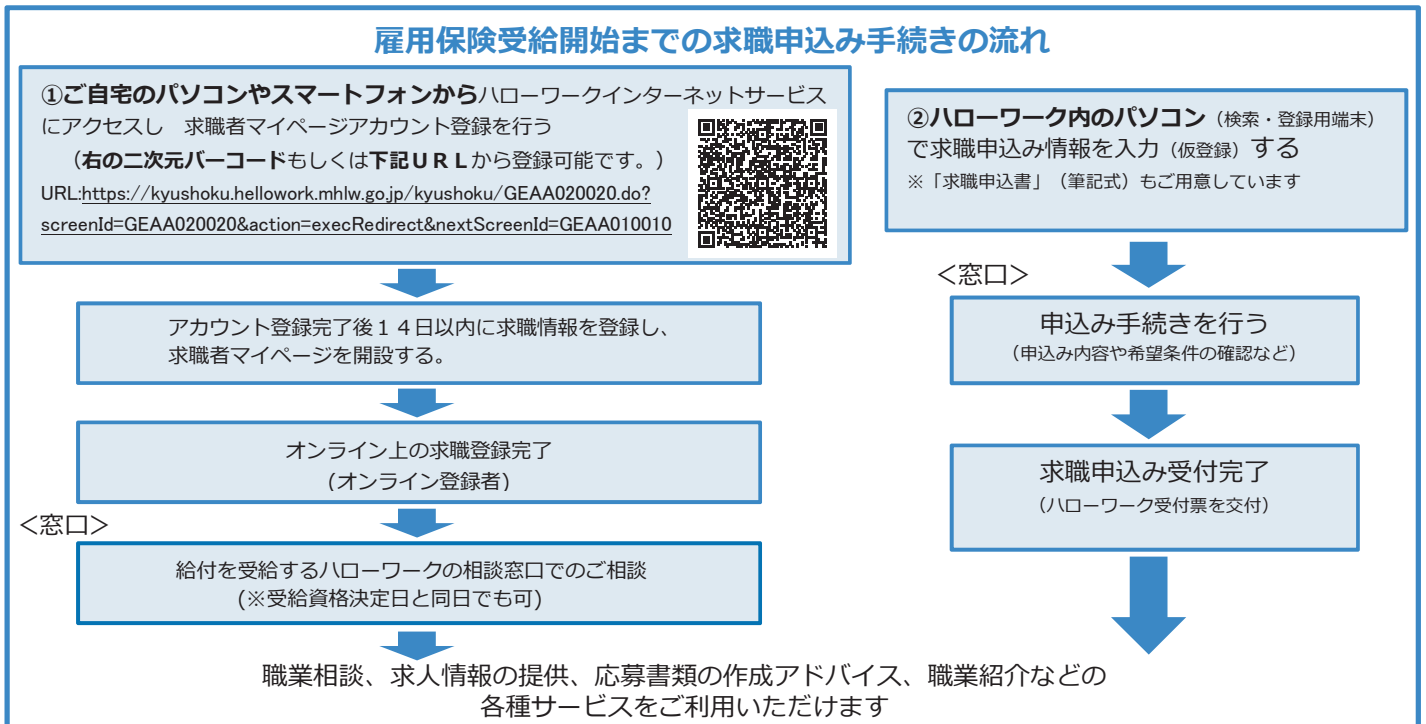 雇用保険受給開始までの求職申込み手続きの流れ
①ご自宅のパソコンやスマートフォンからハローワークインターネットサービス
にアクセスし　求職者マイページアカウント登録を行う
（右の二次元バーコードもしくは下記ＵＲＬから登録可能です。）
URL:https://kyushoku.hellowork.mhlw.go.jp/kyushoku/GEAA020020.do?
screenId=GEAA020020&action=execRedirect&nextScreenId=GEAA010010
アカウント登録完了後１４日以内に求職情報を登録し、
求職者マイページを開設する。
オンライン上の求職登録完了
(オンライン登録者)
＜窓口＞
給付を受給するハローワークの相談窓口でのご相談
(※受給資格決定日と同日でも可)
②ハローワーク内のパソコン（検索・登録用端末）
で求職申込み情報を入力（仮登録）する
※「求職申込書」（筆記式）もご用意しています
＜窓口＞
申込み手続きを行う
（申込み内容や希望条件の確認など）
求職申込み受付完了
（ハローワーク受付票を交付）
職業相談、求人情報の提供、応募書類の作成アドバイス、職業紹介などの
各種サービスをご利用いただけます